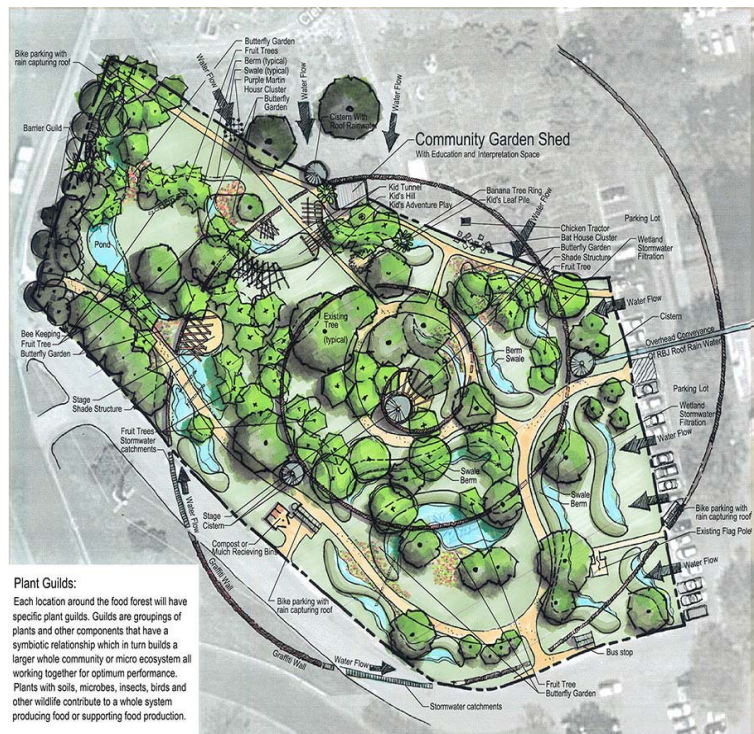 Cla
Butterfly Garden
Fruit Trees
Berm (typical)
Swale (typical)
Purple Martin
Housr Cluster
Butterfly
Garden
Bike parking with
rain capturing roof
Water Flow
Water Flow
Water Flow
Cistern With
Roof Rainwater
Barrier Guild
Community Garden Shed
With Education and Interpretation Space
Kid Tunnel
Kid's Hill
Kid's Adventure Play
Banana Tree Ring
Kid's Leaf Pile
Water Flow
Chicken Tractor
Bat House Cluster
Butterfly Garden
Shade Structure
Fruit Tree
Parking Lot
Wetland
Stormwater
Filtration
Pond
Water Flow
Cistern
Existing
Tree
(typical)
Overhead Conveyance
Of RBJ Roof Rain Water
Bee Keeping
Fruit Tree
Butterfly Garden
Berm
Swale
Parking Lot
Stage
Shade Structure
Wetland
Stormwater
Filtration
Fruit Trees
Stormwater
catchments
Water Flow
Swale
Berm
Swale
Berm
Water Flow
Stage
Cistern
Bike parking with
rain capturing roof
Existing Flag Pole
Compost or
Mulch Recieving Bins
Water Flow
Graffiti Wall
Bike parking with
rain capturing roof
Bus stop
Graffiti Wall
Water Flow
Fruit Tree
Butterfly Garden
Stormwater catchments
Plant Guilds:
Each location around the food forest will have
specific plant guilds. Guilds are groupings of
plants and other components that have a
symbiotic relationship which in turn builds a
larger whole community or micro ecosystem all
working together for optimum performance.
Plants with soils, microbes, insects, birds and
other wildlife contribute to a whole system
producing food or supporting food production.